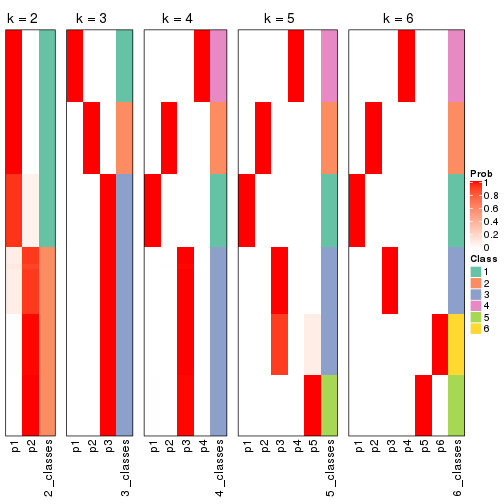 k = 2
k = 3
k = 4
k = 5
k = 6
Prob
1
0.8
0.6
0.4
0.2
0
Class
1
2
3
4
5
6
p1
p2
2_classes
p1
p2
p3
3_classes
p1
p2
p3
p4
4_classes
p1
p2
p3
p4
p5
5_classes
p1
p2
p3
p4
p5
p6
6_classes